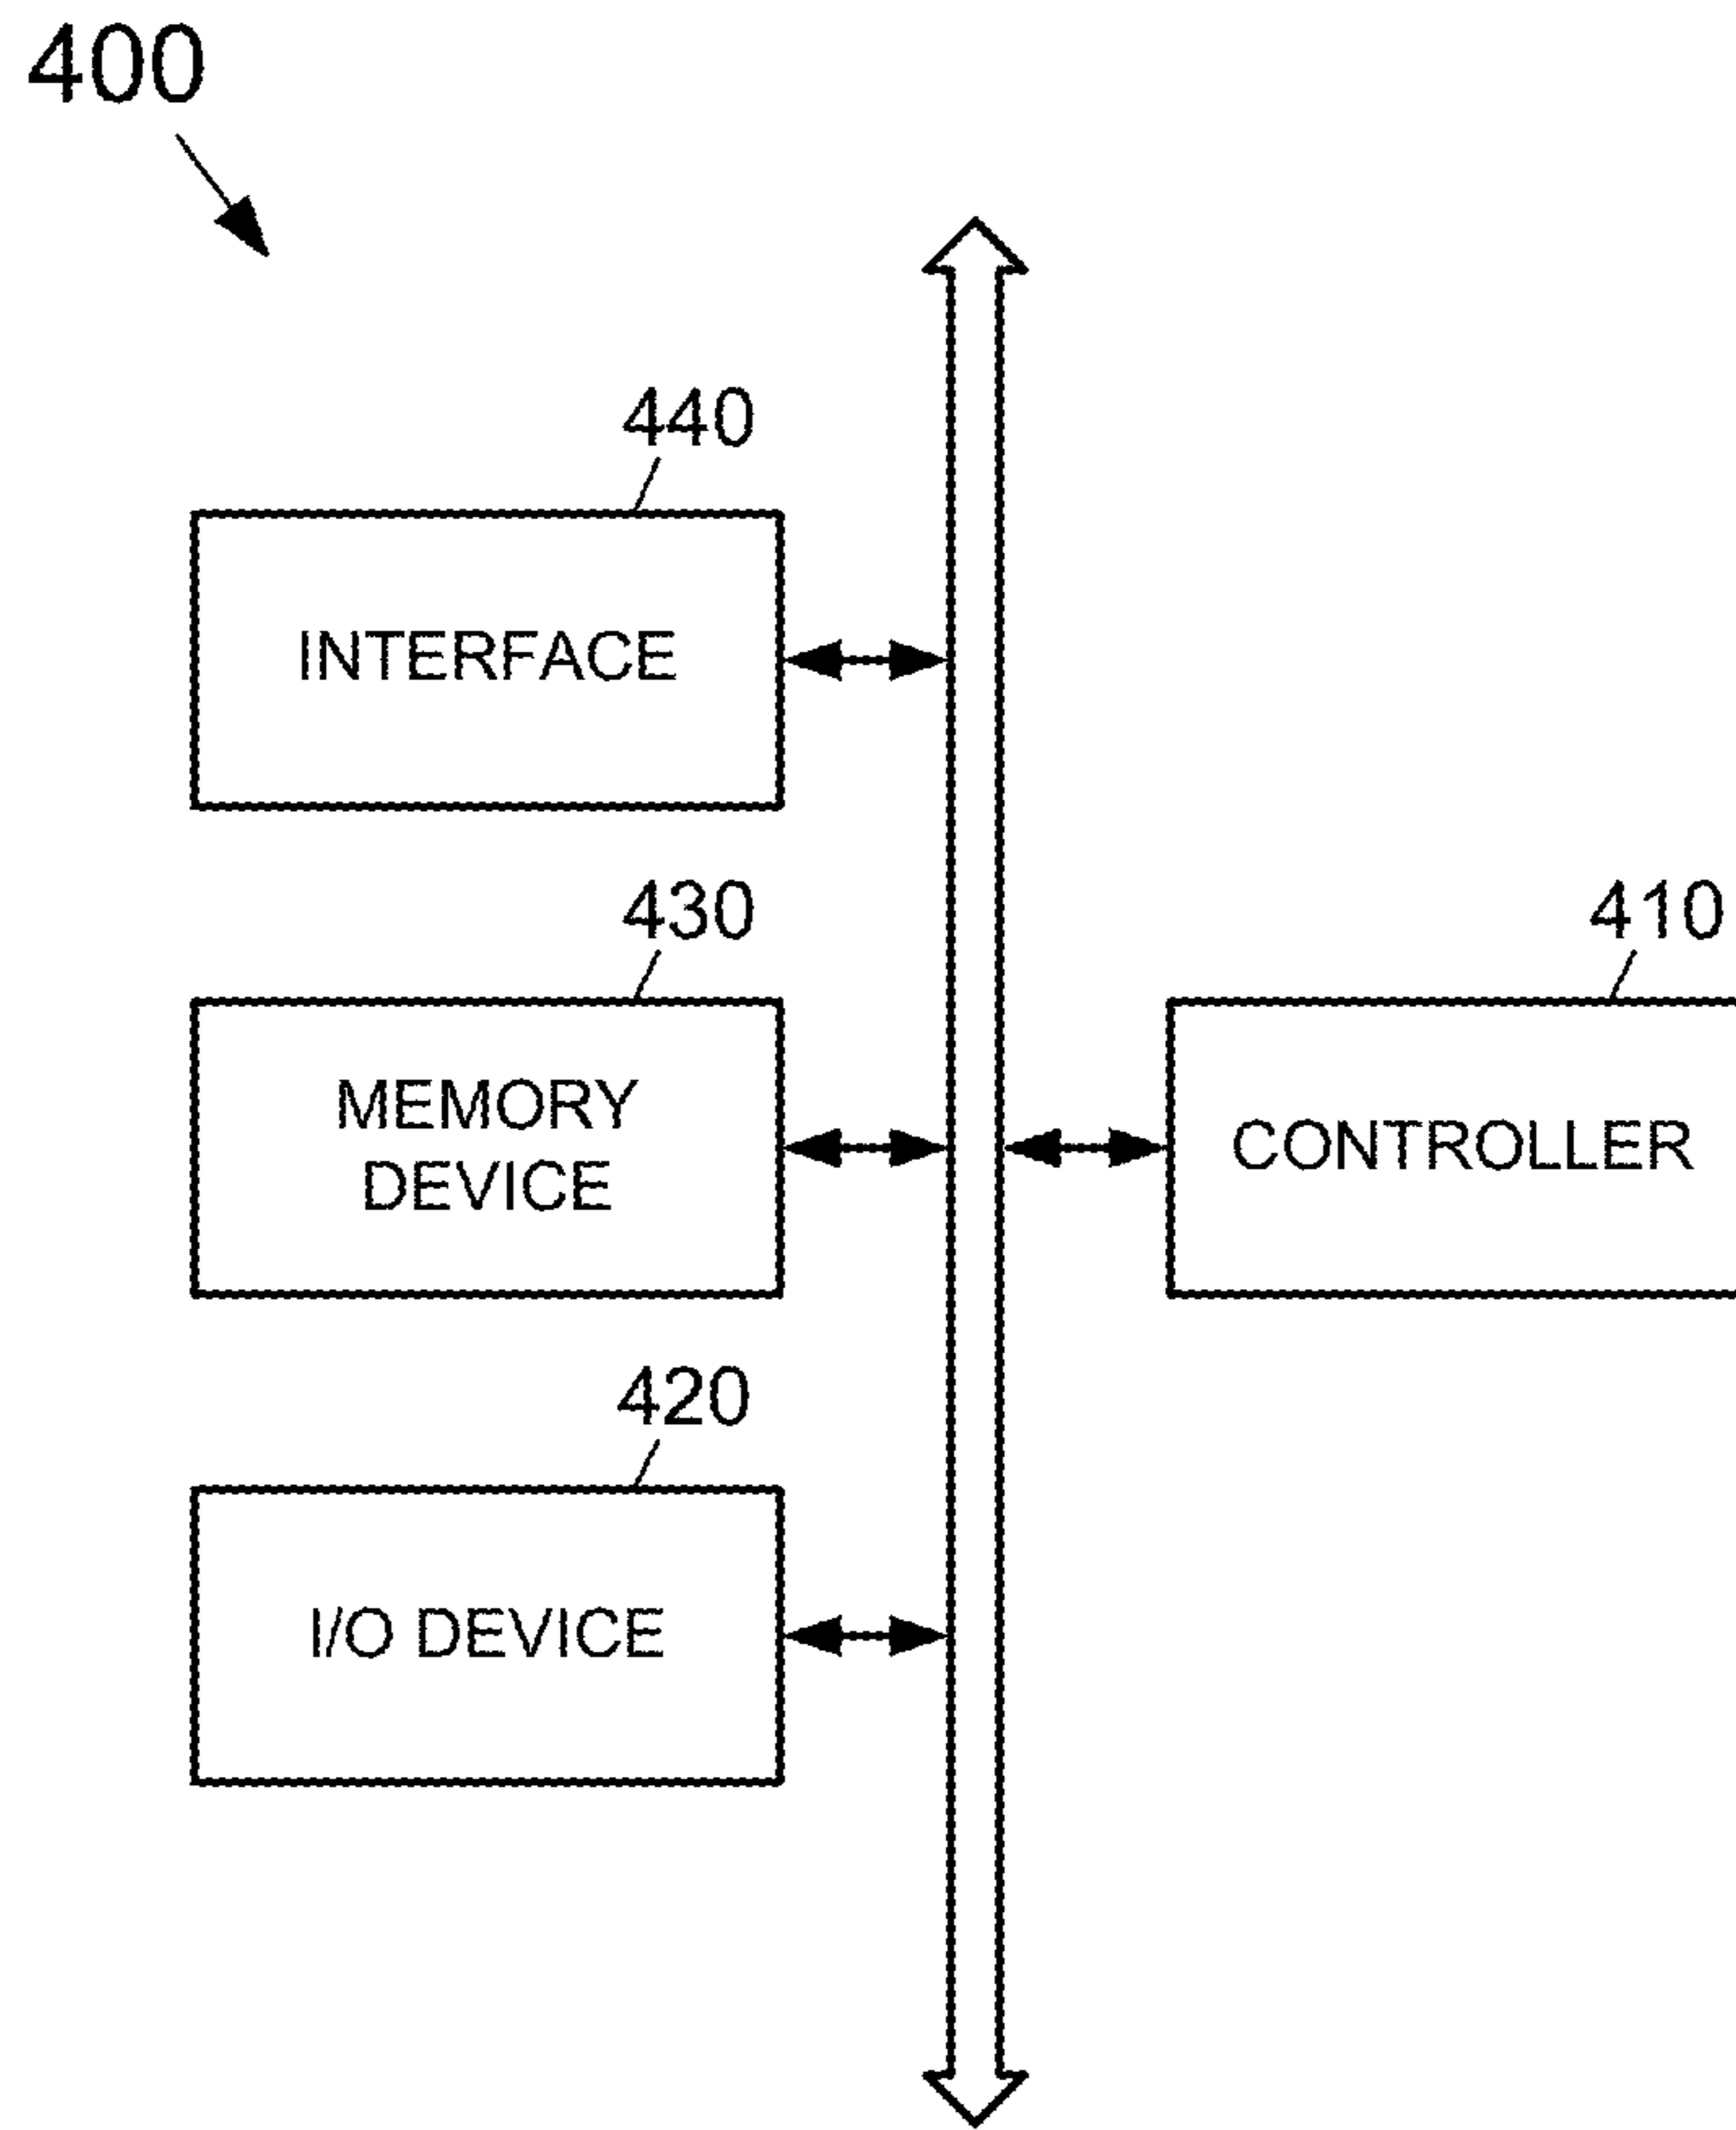 400
440
INTERFACE
430
410
MEMORY
DEVICE
CONTROLLER
420
I/O DEVICE